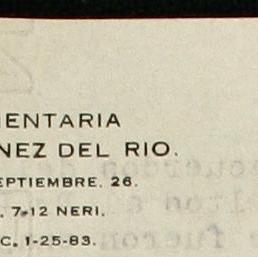 ENTARIA
NEZ DEL RIO.
EPTIEMBRE. 26.
. 7-12 NERI.
C. 1-25-83.